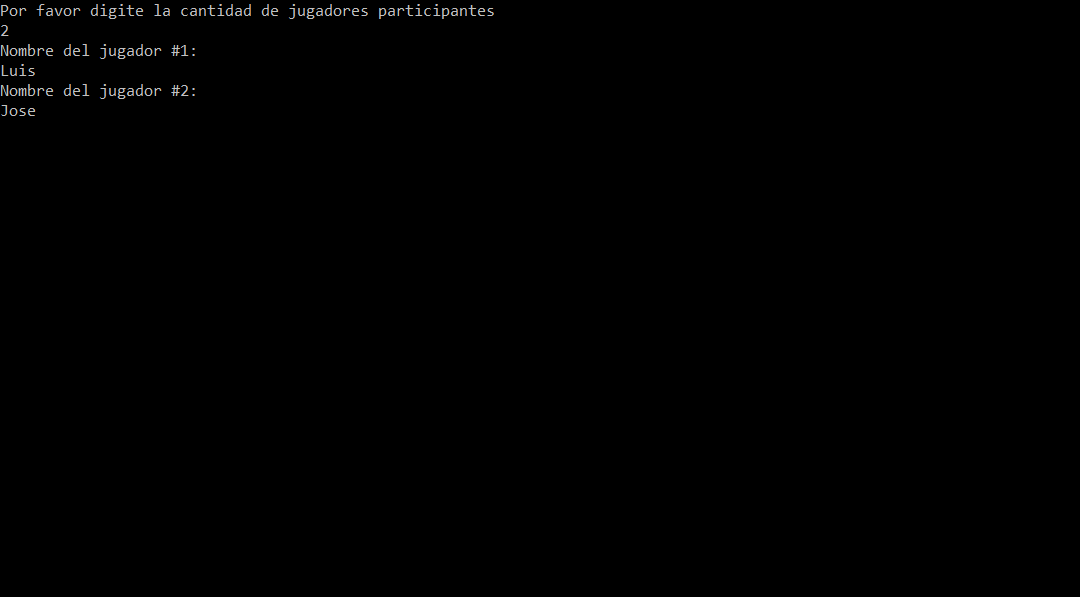 Por favor digite la cantidad de jugadores participantes
2
Nombre del jugador #1:
Luis
Nombre del jugador #2:
Jose